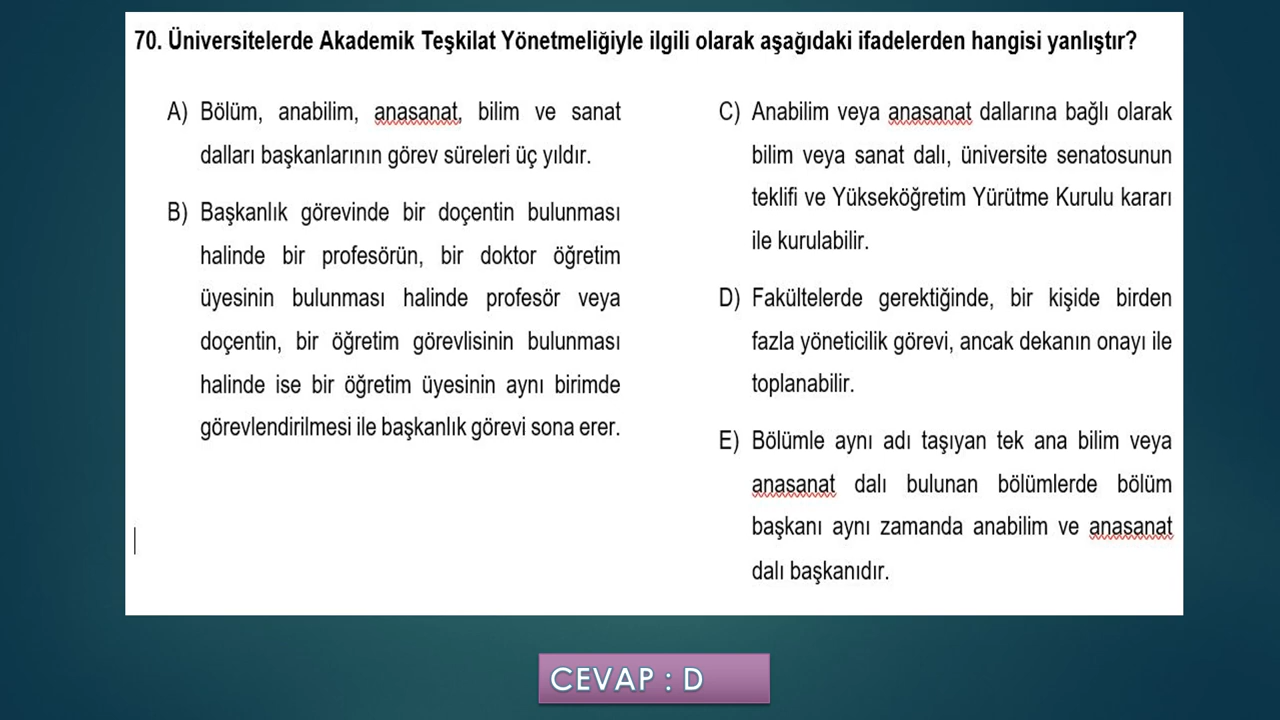 70. Üniversitelerde Akademik Teşkilat Yönetmeliğiyle ilgili olarak aşağıdaki ifadelerden hangisi yanlıştır?
A) Bölüm, anabilim, anasanat, bilim ve sanat
dalları başkanlarının görev süreleri üç yıldır.
B) Başkanlık görevinde bir doçentin bulunması
halinde bir profesörün, bir doktor öğretim
üyesinin bulunması halinde profesör veya
doçentin, bir öğretim görevlisinin bulunması
halinde ise bir öğretim üyesinin aynı birimde
görevlendirilmesi ile başkanlık görevi sona erer.
C) Anabilim veya anasanat dallarına bağlı olarak
bilim veya sanat dalı, üniversite senatosunun
teklifi ve Yükseköğretim Yürütme Kurulu kararı
ile kurulabilir.
D) Fakültelerde gerektiğinde, bir kişide birden
fazla yöneticilik görevi, ancak dekanın onayı ile
toplanabilir.
E) Bölümle aynı adı taşıyan tek ana bilim veya
anasanat dalı bulunan bölümlerde bölüm
başkanı aynı zamanda anabilim ve anasanat
dalı başkanıdır.
CEVAP : D